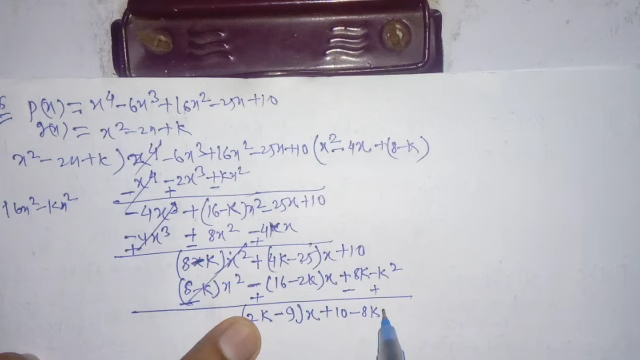 P(x) = x⁴-6x³+16x²-25x+10
g(x) = x²-2x+k
x²-2x+k) x⁴-6x³+16x²-25x+10 (x²-4x+(8-k)
x⁴-2x³+kx²
- + -
16x²-kx²
-4x³+(16-k)x²-25x+10
-4x³+8x²-4kx
+ - +
(8-k)x²+(4k-25)x+10
(8-k)x²-(16-2k)x+8k-k²
- + - +
(2k-9)x+10-8k